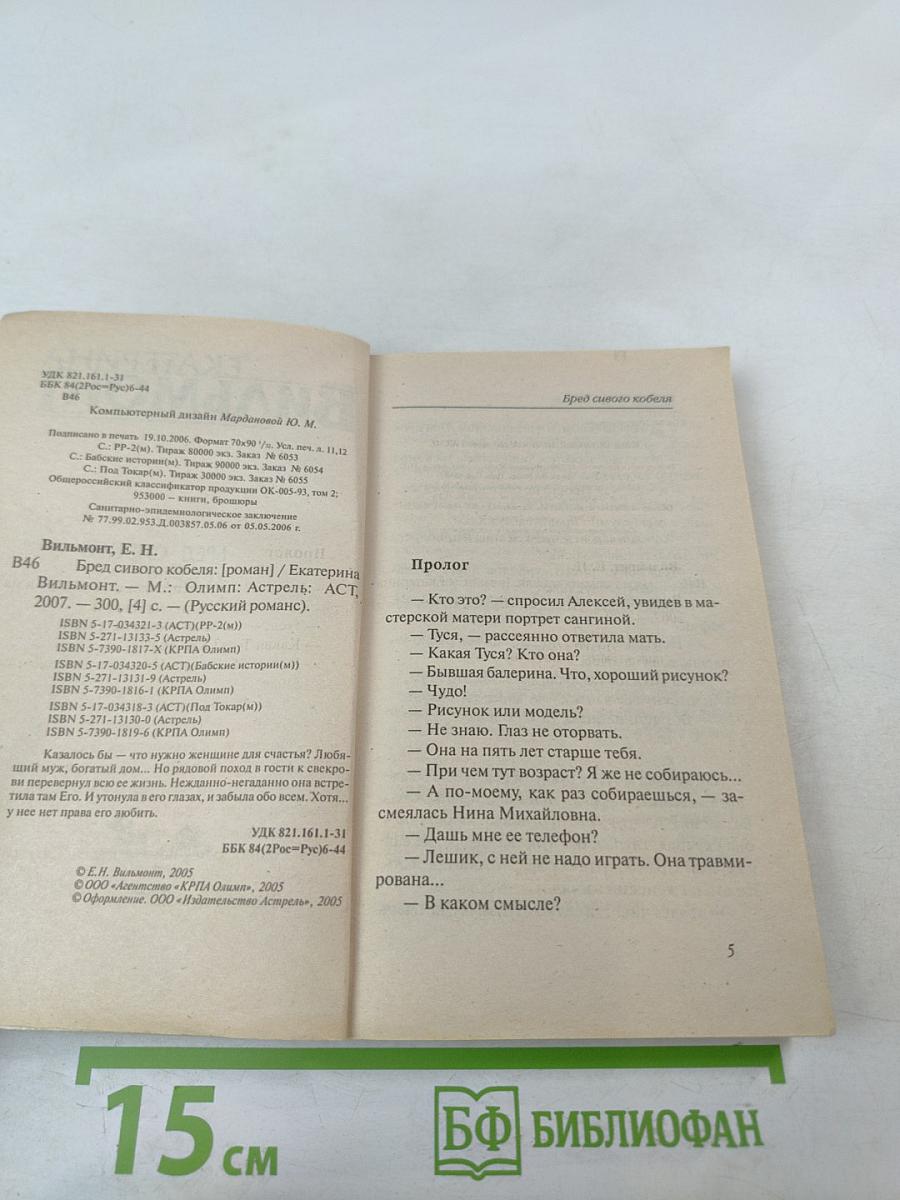 УДК 821.161.1-31
ББК 84(2Рос=Рус)6-44
В46
Компьютерный дизайн Мардановой Ю. М.
Подписано в печать 19.10.2006. Формат 70х90 ¹/₃₂. Усл. печ. л. 11,12
С.: РР-2(м). Тираж 80000 экз. Заказ № 6053
С.: Бабские истории(м). Тираж 90000 экз. Заказ № 6054
С.: Под Токар(м). Тираж 30000 экз. Заказ № 6055
Общероссийский классификатор продукции ОК-005-93, том 2;
953000 — книги, брошюры
Санитарно-эпидемиологическое заключение
№ 77.99.02.953.Д.003857.05.06 от 05.05.2006 г.
Вильмонт, Е. Н.
В46 Бред сивого кобеля: [роман] / Екатерина
Вильмонт. — М.: Олимп: Астрель: АСТ,
2007. — 300, [4] с. — (Русский романс).
ISBN 5-17-034321-3 (АСТ)(РР-2(м))
ISBN 5-271-13133-5 (Астрель)
ISBN 5-7390-1817-X (КРПА Олимп)
ISBN 5-17-034320-5 (АСТ)(Бабские истории(м))
ISBN 5-271-13131-9 (Астрель)
ISBN 5-7390-1816-1 (КРПА Олимп)
ISBN 5-17-034318-3 (АСТ)(Под Токар(м))
ISBN 5-271-13130-0 (Астрель)
ISBN 5-7390-1819-6 (КРПА Олимп)
Казалось бы — что нужно женщине для счастья? Любя-
щий муж, богатый дом... Но рядовой поход в гости к свекро-
ви перевернул всю ее жизнь. Нежданно-негаданно она встре-
тила там Его. И утонула в его глазах, и забыла обо всем. Хотя...
у нее нет права его любить.
УДК 821.161.1-31
ББК 84(2Рос=Рус)6-44
© Е.Н. Вильмонт, 2005
© ООО «Агентство «КРПА Олимп», 2005
© Оформление. ООО «Издательство Астрель», 2005
Бред сивого кобеля
Пролог
— Кто это? — спросил Алексей, увидев в ма-
стерской матери портрет сангиной.
— Туся, — рассеянно ответила мать.
— Какая Туся? Кто она?
— Бывшая балерина. Что, хороший рисунок?
— Чудо!
— Рисунок или модель?
— Не знаю. Глаз не оторвать.
— Она на пять лет старше тебя.
— При чем тут возраст? Я же не собираюсь...
— А по-моему, как раз собираешься, — за-
смеялась Нина Михайловна.
— Дашь мне ее телефон?
— Лешик, с ней не надо играть. Она травми-
рована...
— В каком смысле?
5
15 см
БФ БИБЛИОФАН